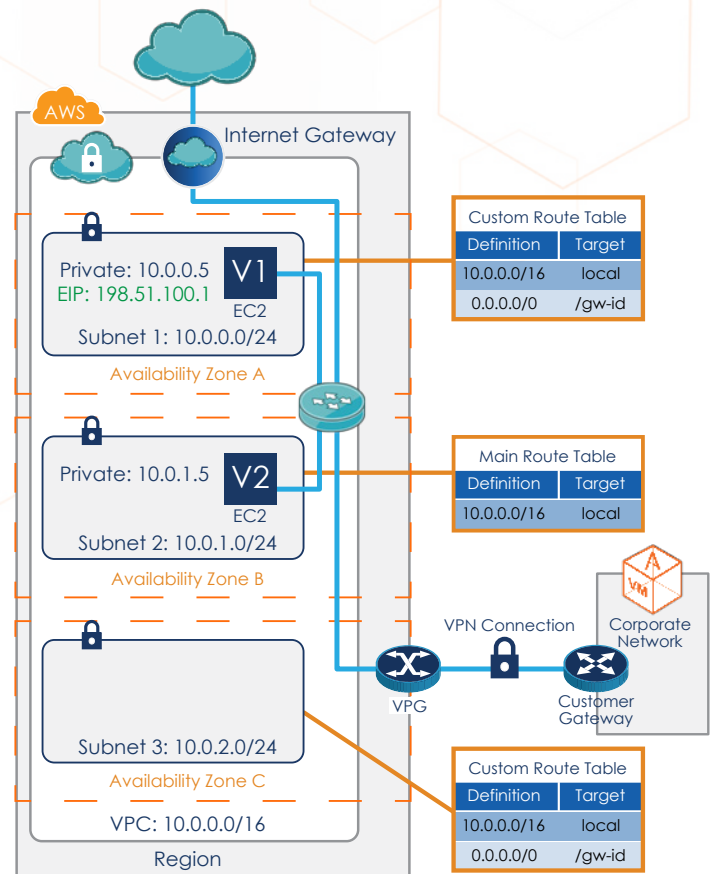 AWS
Internet Gateway
Private: 10.0.0.5
EIP: 198.51.100.1
V1
EC2
Subnet 1: 10.0.0.0/24
Availability Zone A
Custom Route Table
Definition Target
10.0.0.0/16 local
0.0.0.0/0 /gw-id
Private: 10.0.1.5
V2
EC2
Subnet 2: 10.0.1.0/24
Availability Zone B
Main Route Table
Definition Target
10.0.0.0/16 local
A
VM
Corporate
Network
VPN Connection
VPG
Customer
Gateway
Subnet 3: 10.0.2.0/24
Availability Zone C
Custom Route Table
Definition Target
10.0.0.0/16 local
0.0.0.0/0 /gw-id
VPC: 10.0.0.0/16
Region